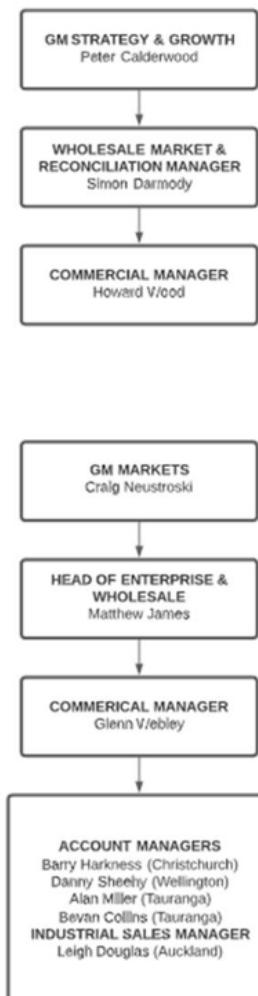 GM STRATEGY & GROWTH
Peter Calderwood
WHOLESALE MARKET &
RECONCILIATION MANAGER
Simon Darmody
COMMERCIAL MANAGER
Howard Wood
GM MARKETS
Craig Neustroski
HEAD OF ENTERPRISE &
WHOLESALE
Matthew James
COMMERICAL MANAGER
Glenn Webley
ACCOUNT MANAGERS
Barry Harkness (Christchurch)
Danny Sheehy (Wellington)
Alan Miller (Tauranga)
Bevan Collins (Tauranga)
INDUSTRIAL SALES MANAGER
Leigh Douglas (Auckland)